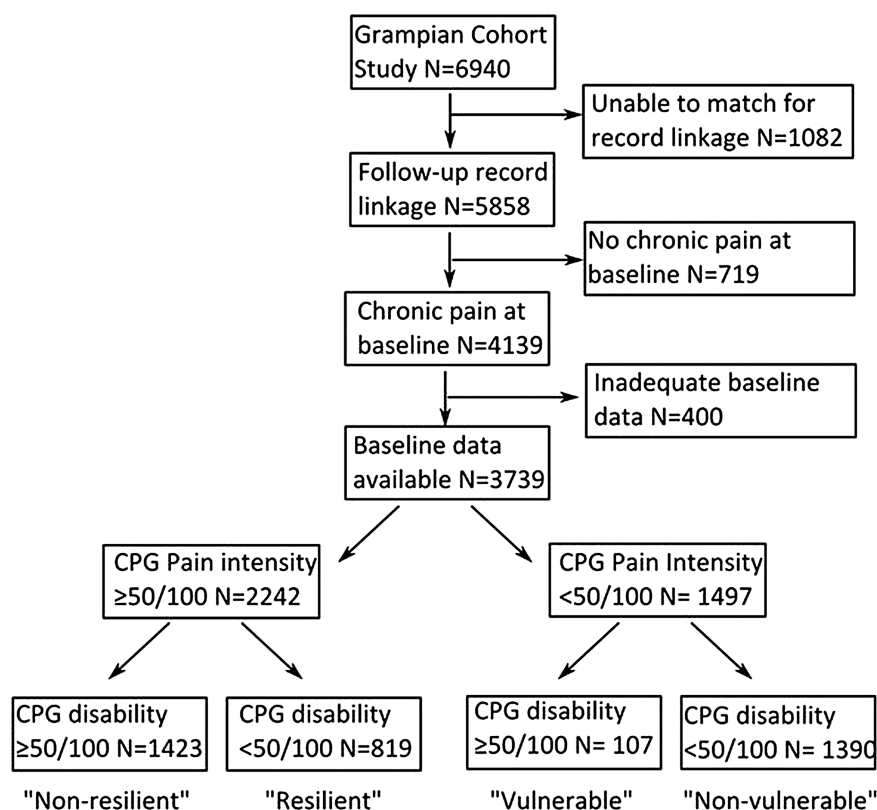 Grampian Cohort
Study N=6940
Unable to match for
record linkage N=1082
Follow-up record
linkage N=5858
No chronic pain at
baseline N=719
Chronic pain at
baseline N=4139
Inadequate baseline
data N=400
Baseline data
available N=3739
CPG Pain intensity
≥50/100 N=2242
CPG Pain Intensity
<50/100 N= 1497
CPG disability
≥50/100 N=1423
CPG disability
<50/100 N=819
CPG disability
≥50/100 N= 107
CPG disability
<50/100 N= 1390
"Non-resilient"
"Resilient"
"Vulnerable"
"Non-vulnerable"